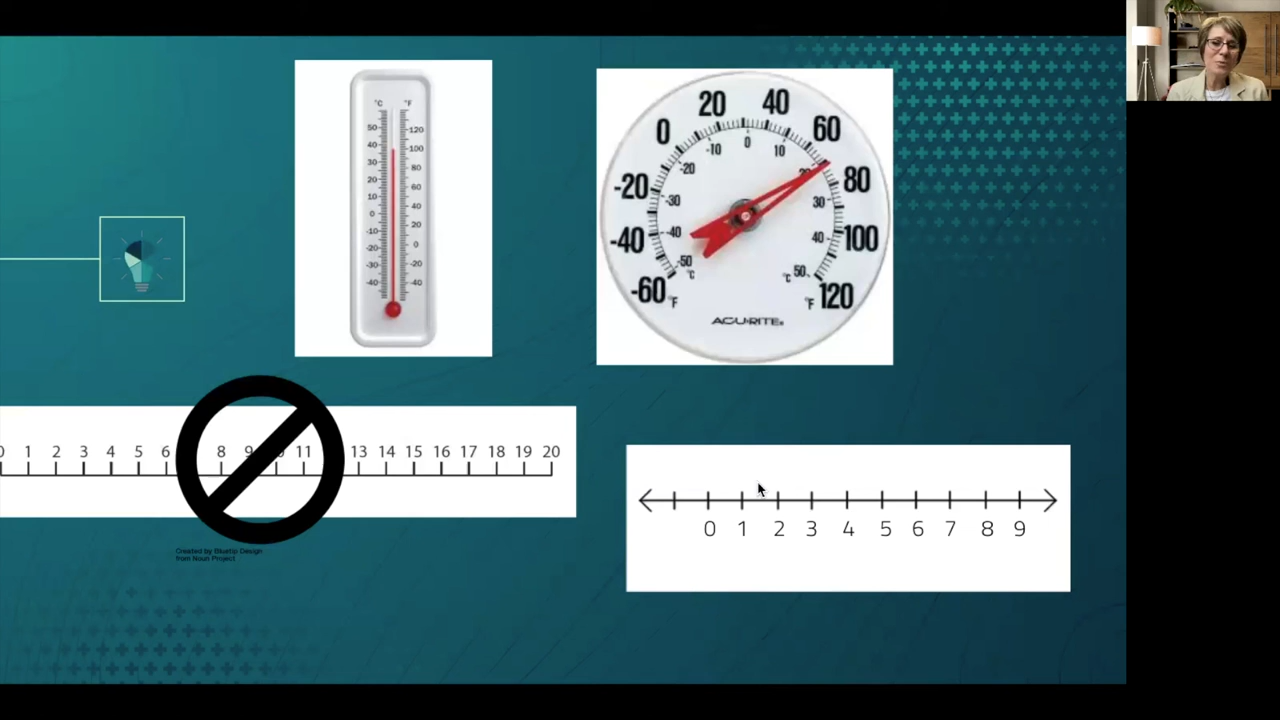 °C °F
50 120
40 100
30 80
20 60
10 40
0 20
-10 0
-20 -20
-30 -40
-40
20 40
0 60
-20 80
-40 100
-60 120
°F °F
-10 0 10
-20 20
-30 30
-40 40
-50 50
°C °C
ACURITE
0 1 2 3 4 5 6 8 9 11 13 14 15 16 17 18 19 20
Created by Bluetip Design
from Noun Project
0 1 2 3 4 5 6 7 8 9